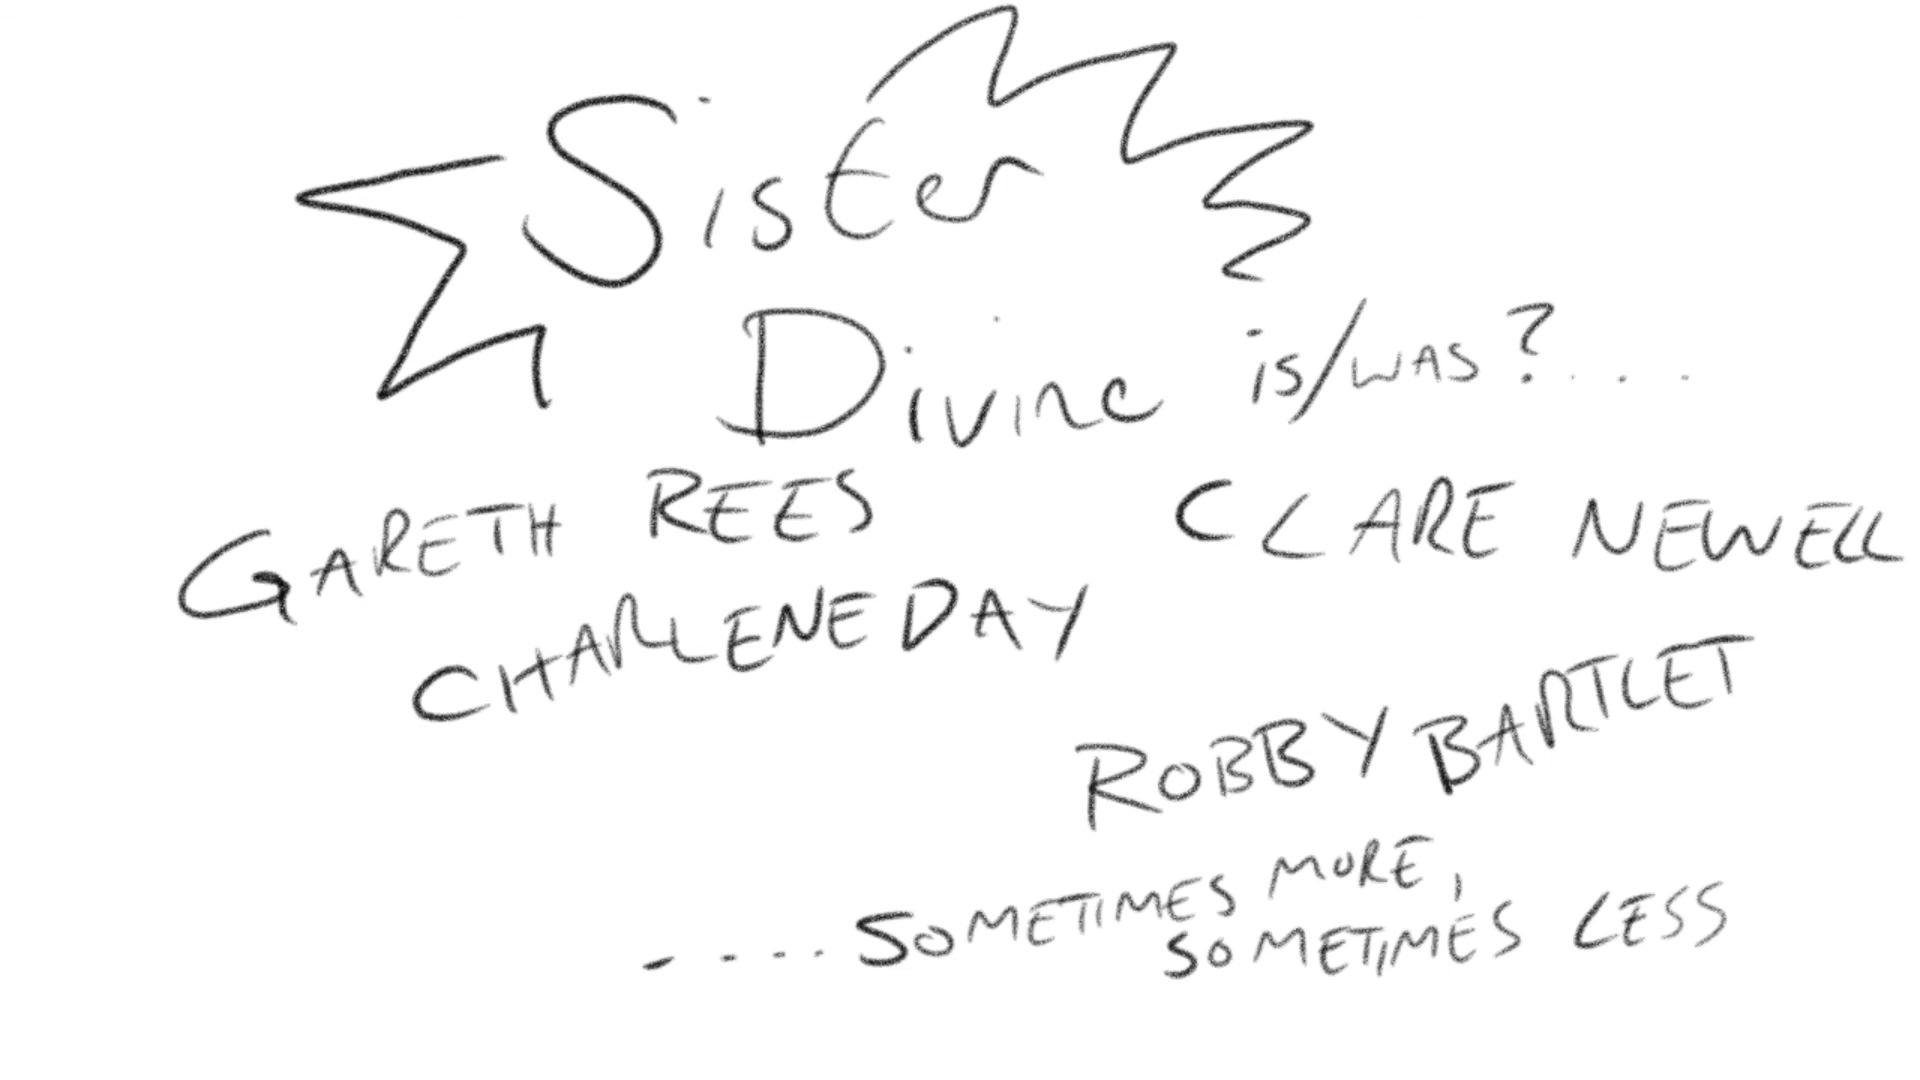 Sister
Divine is/was?....
GARETH REES
CLARE NEWELL
CHARLENE DAY
ROBBY BARTLET
.....SOMETIMES MORE,
SOMETIMES LESS